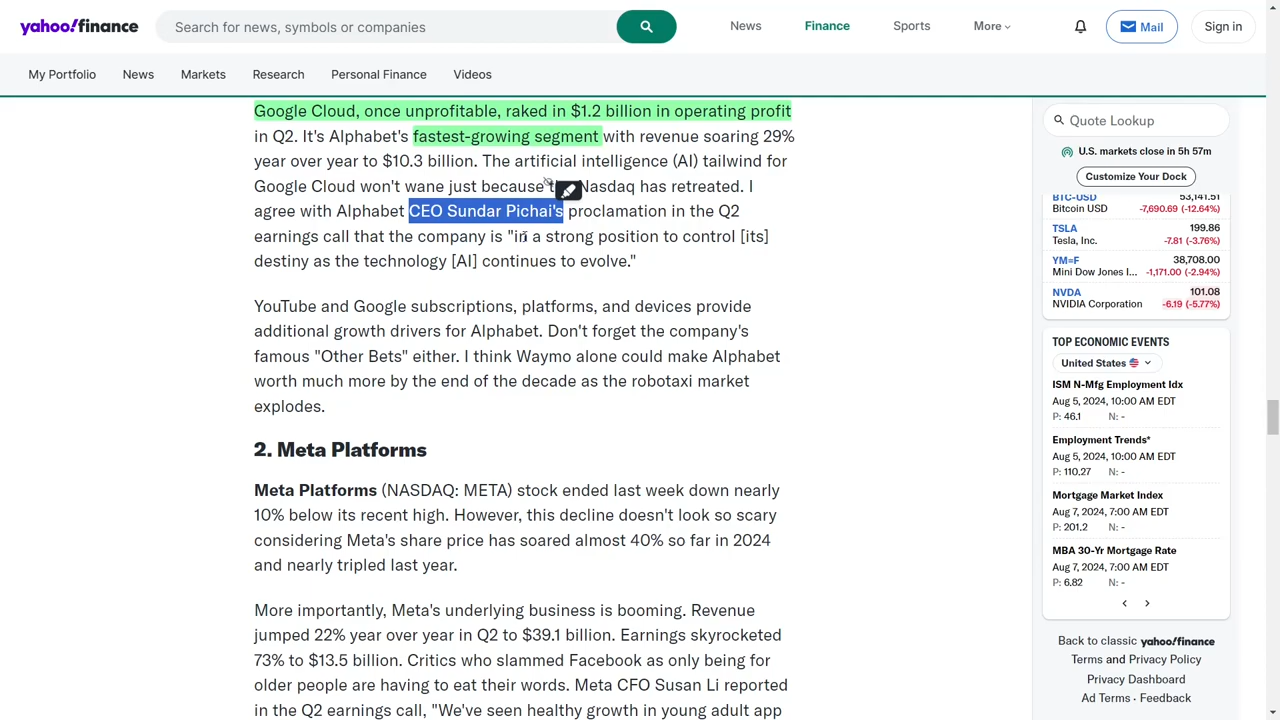 yahoo!finance
Search for news, symbols or companies
News
Finance
Sports
More
Mail
Sign in
My Portfolio
News
Markets
Research
Personal Finance
Videos
Google Cloud, once unprofitable, raked in $1.2 billion in operating profit
in Q2. It's Alphabet's fastest-growing segment with revenue soaring 29%
year over year to $10.3 billion. The artificial intelligence (AI) tailwind for
Google Cloud won't wane just because Nasdaq has retreated. I
agree with Alphabet CEO Sundar Pichai's proclamation in the Q2
earnings call that the company is "in a strong position to control [its]
destiny as the technology [AI] continues to evolve."
YouTube and Google subscriptions, platforms, and devices provide
additional growth drivers for Alphabet. Don't forget the company's
famous "Other Bets" either. I think Waymo alone could make Alphabet
worth much more by the end of the decade as the robotaxi market
explodes.
2. Meta Platforms
Meta Platforms (NASDAQ: META) stock ended last week down nearly
10% below its recent high. However, this decline doesn't look so scary
considering Meta's share price has soared almost 40% so far in 2024
and nearly tripled last year.
More importantly, Meta's underlying business is booming. Revenue
jumped 22% year over year in Q2 to $39.1 billion. Earnings skyrocketed
73% to $13.5 billion. Critics who slammed Facebook as only being for
older people are having to eat their words. Meta CFO Susan Li reported
in the Q2 earnings call, "We've seen healthy growth in young adult app
Quote Lookup
U.S. markets close in 5h 57m
Customize Your Dock
BTC-USD 53,141.51
Bitcoin USD -7,690.69 (-12.64%)
TSLA 199.86
Tesla, Inc. -7.81 (-3.76%)
YM=F 38,708.00
Mini Dow Jones I... -1,171.00 (-2.94%)
NVDA 101.08
NVIDIA Corporation -6.19 (-5.77%)
TOP ECONOMIC EVENTS
United States
ISM N-Mfg Employment Idx
Aug 5, 2024, 10:00 AM EDT
P: 46.1 N: -
Employment Trends*
Aug 5, 2024, 10:00 AM EDT
P: 110.27 N: -
Mortgage Market Index
Aug 7, 2024, 7:00 AM EDT
P: 201.2 N: -
MBA 30-Yr Mortgage Rate
Aug 7, 2024, 7:00 AM EDT
P: 6.82 N: -
Back to classic yahoo!finance
Terms and Privacy Policy
Privacy Dashboard
Ad Terms • Feedback